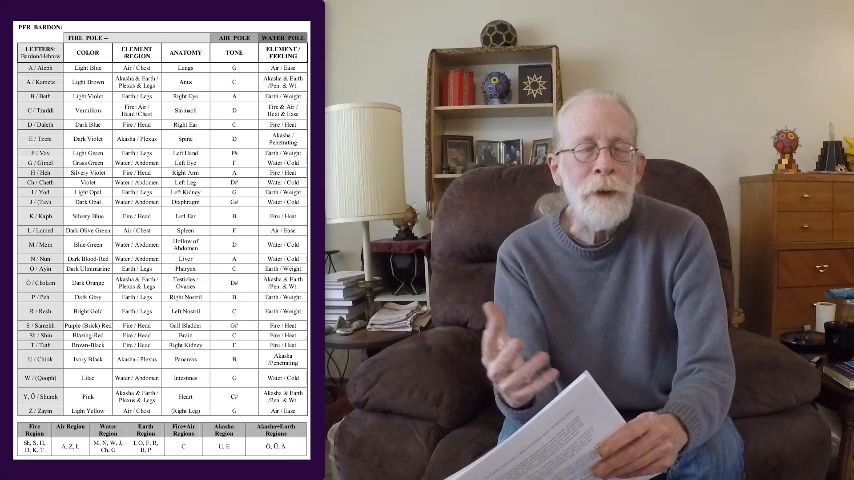 PER BARDON:
FIRE POLE -- AIR POLE WATER POLE
LETTERS: Bardon/Hebrew COLOR ELEMENT /REGION ANATOMY TONE ELEMENT / FEELING
A / Aleph Light Blue Air / Chest Lungs G Air / Ease
Light Brown Akasha & Earth / Plexus & Legs Anus C Akasha & Earth /Pen. & Wt.
B / Beth Light Violet Earth / Legs Right Eye A Earth / Weight
C / Tzaddi Vermilion Fire /Air / Head /Chest Stomach D Fire & Air / Heat & Ease
D / Daleth Dark Blue Fire / Head Right Ear C Fire / Heat
E / Tzere Dark Violet Akasha / Plexus Spine D Akasha / Penetrating
F / Vav Light Green Earth / Legs Left Hand F# Earth / Weight
G / Gimel Grass Green Water / Abdomen Left Eye F Water / Cold
H / Heh Silvery Violet Fire / Head Right Arm A Fire / Heat
Ch / Cheth Violet Water / Abdomen Left Leg D# Water / Cold
I / Yod Light Opal Earth / Legs Left Kidney G Earth / Weight
J / (Tav) Dark Opal Water / Abdomen Diaphragm G# Water / Cold
K / Kaph Silvery Blue Fire / Head Left Ear B Fire / Heat
L / Lamed Dark Olive Green Air / Chest Spleen F Air / Ease
M / Mem Blue-Green Water / Abdomen Hollow of Abdomen D Water / Cold
N / Nun Dark Blood-Red Water / Abdomen Liver A Water / Cold
O / Ayin Dark Ultramarine Earth / Legs Pharynx C Earth / Weight
Dark Orange Akasha & Earth / Plexus & Legs Testicles / Ovaries D# Akasha & Earth /Pen. & Wt.
P / Peh Dark Gray Earth / Legs Right Nostril B Earth / Weight
R / Resh Bright Gold Earth / Legs Left Nostril C Earth / Weight
S / Samekh Purple (Brick) Red Fire / Head Gall Bladder G# Fire / Heat
Sh / Shin Blazing-Red Fire / Head Brain C Fire / Heat
T / Teth Brown-Black Fire / Head Right Kidney F Fire / Heat
U / Chirik Ivory Black Akasha / Plexus Pancreas B Akasha /Penetrating
W / (Qooph) Lilac Water / Abdomen Intestines G Water / Cold
Pink Akasha & Earth / Plexus & Legs Heart C# Akasha & Earth /Pen. & Wt.
Z / Zayin Light Yellow Air / Chest (Right Leg) G Air / Ease
Fire Region Air Region Water Region Earth Region Fire+Air Regions Akasha Region Akasha+Earth Regions
Sh, S, H, D, K, T A, Z, L M, N, W, J, Ch, G I, O, F, R, B, P C U, E